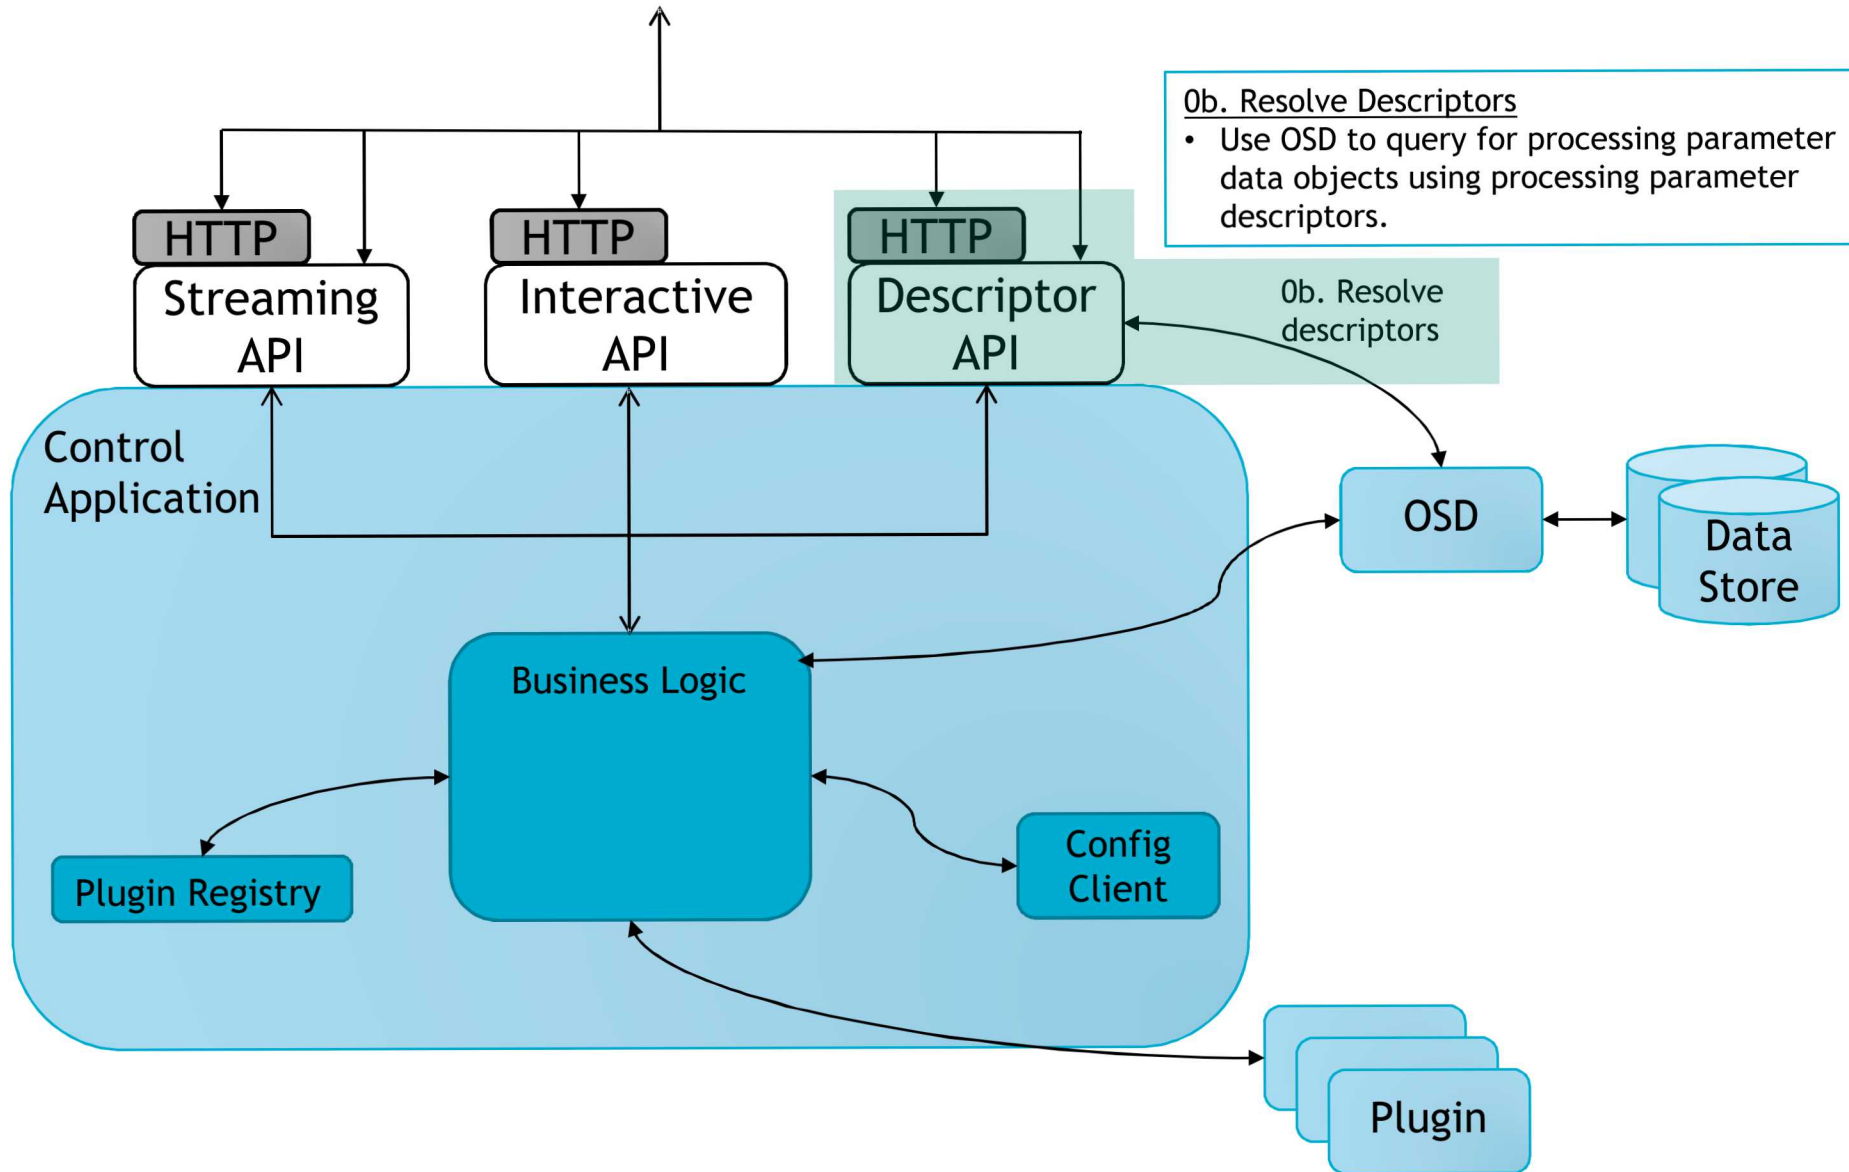 0b. Resolve Descriptors
• Use OSD to query for processing parameter
data objects using processing parameter
descriptors.
HTTP
HTTP
HTTP
Streaming
API
Interactive
API
Descriptor
API
0b. Resolve
descriptors
Control
Application
OSD
Data
Store
Business Logic
Plugin Registry
Config
Client
Plugin